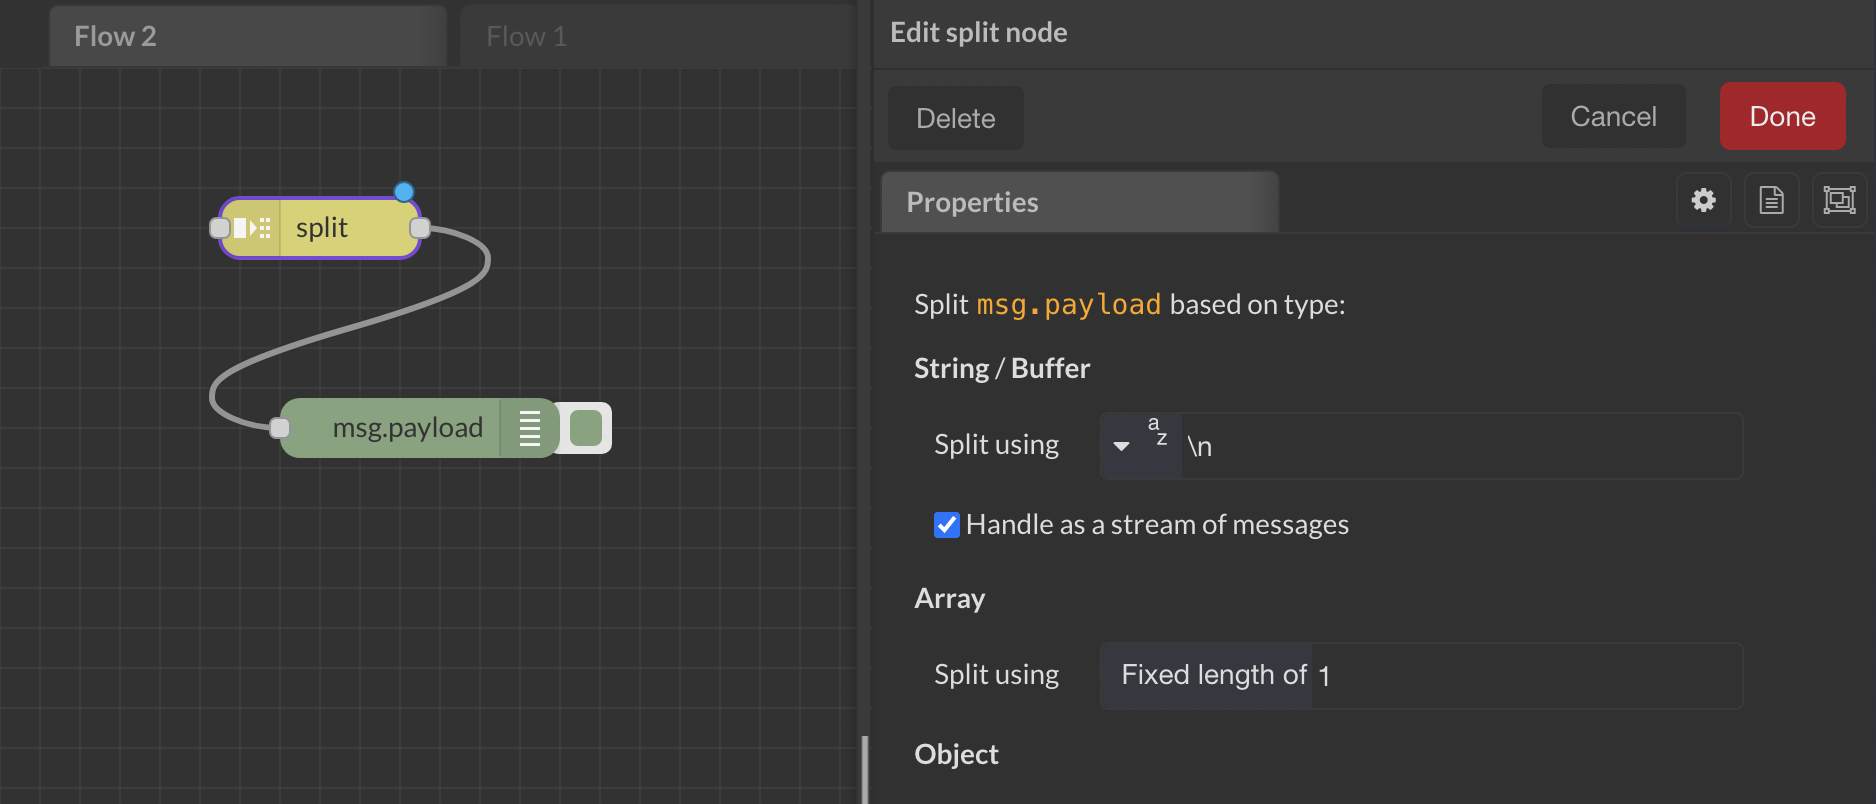 Flow 2
Flow 1
split
msg.payload
Edit split node
Delete
Cancel
Done
Properties
Split msg.payload based on type:
String / Buffer
Split using
a
z
\n
Handle as a stream of messages
Array
Split using
Fixed length of
1
Object